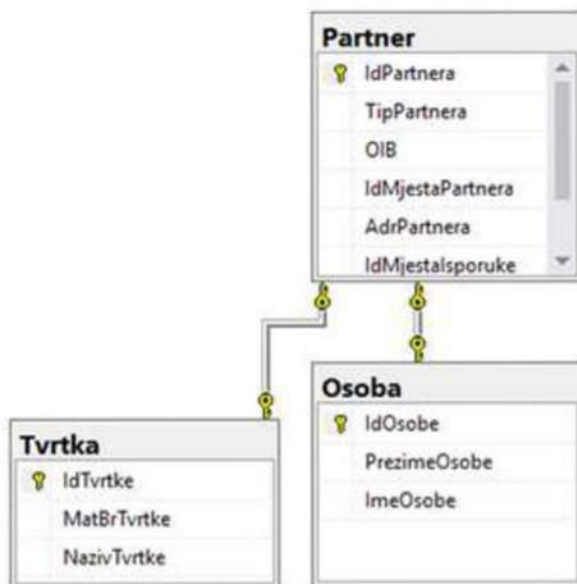 Partner
IdPartnera
TipPartnera
OIB
IdMjestaPartnera
AdrPartnera
IdMjestaIsporuke
Tvrtka
IdTvrtke
MatBrTvrtke
NazivTvrtke
Osoba
IdOsobe
PrezimeOsobe
ImeOsobe